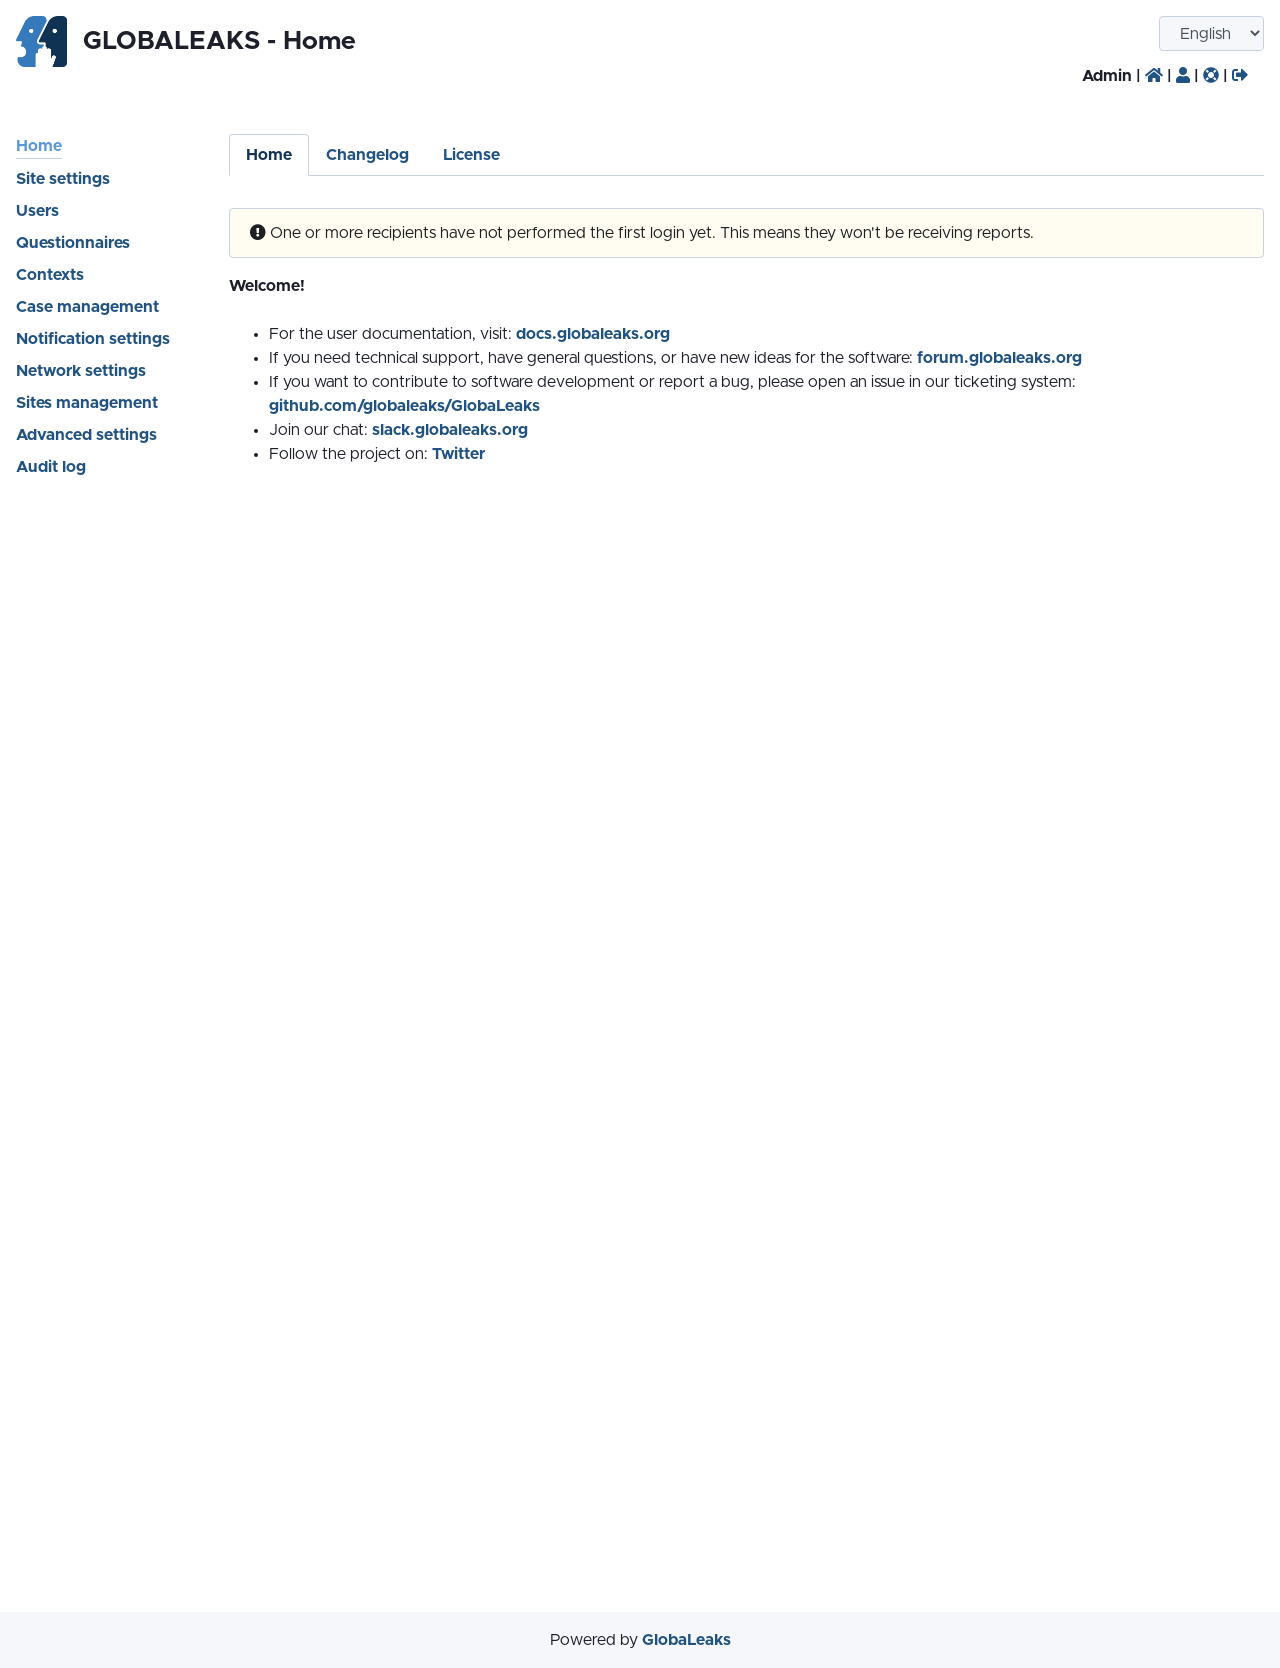 GLOBALEAKS - Home
English
Admin | | | |
Home
Site settings
Users
Questionnaires
Contexts
Case management
Notification settings
Network settings
Sites management
Advanced settings
Audit log
Home
Changelog
License
One or more recipients have not performed the first login yet. This means they won't be receiving reports.
Welcome!
• For the user documentation, visit: docs.globaleaks.org
• If you need technical support, have general questions, or have new ideas for the software: forum.globaleaks.org
• If you want to contribute to software development or report a bug, please open an issue in our ticketing system:
github.com/globaleaks/GlobaLeaks
• Join our chat: slack.globaleaks.org
• Follow the project on: Twitter
Powered by GlobaLeaks